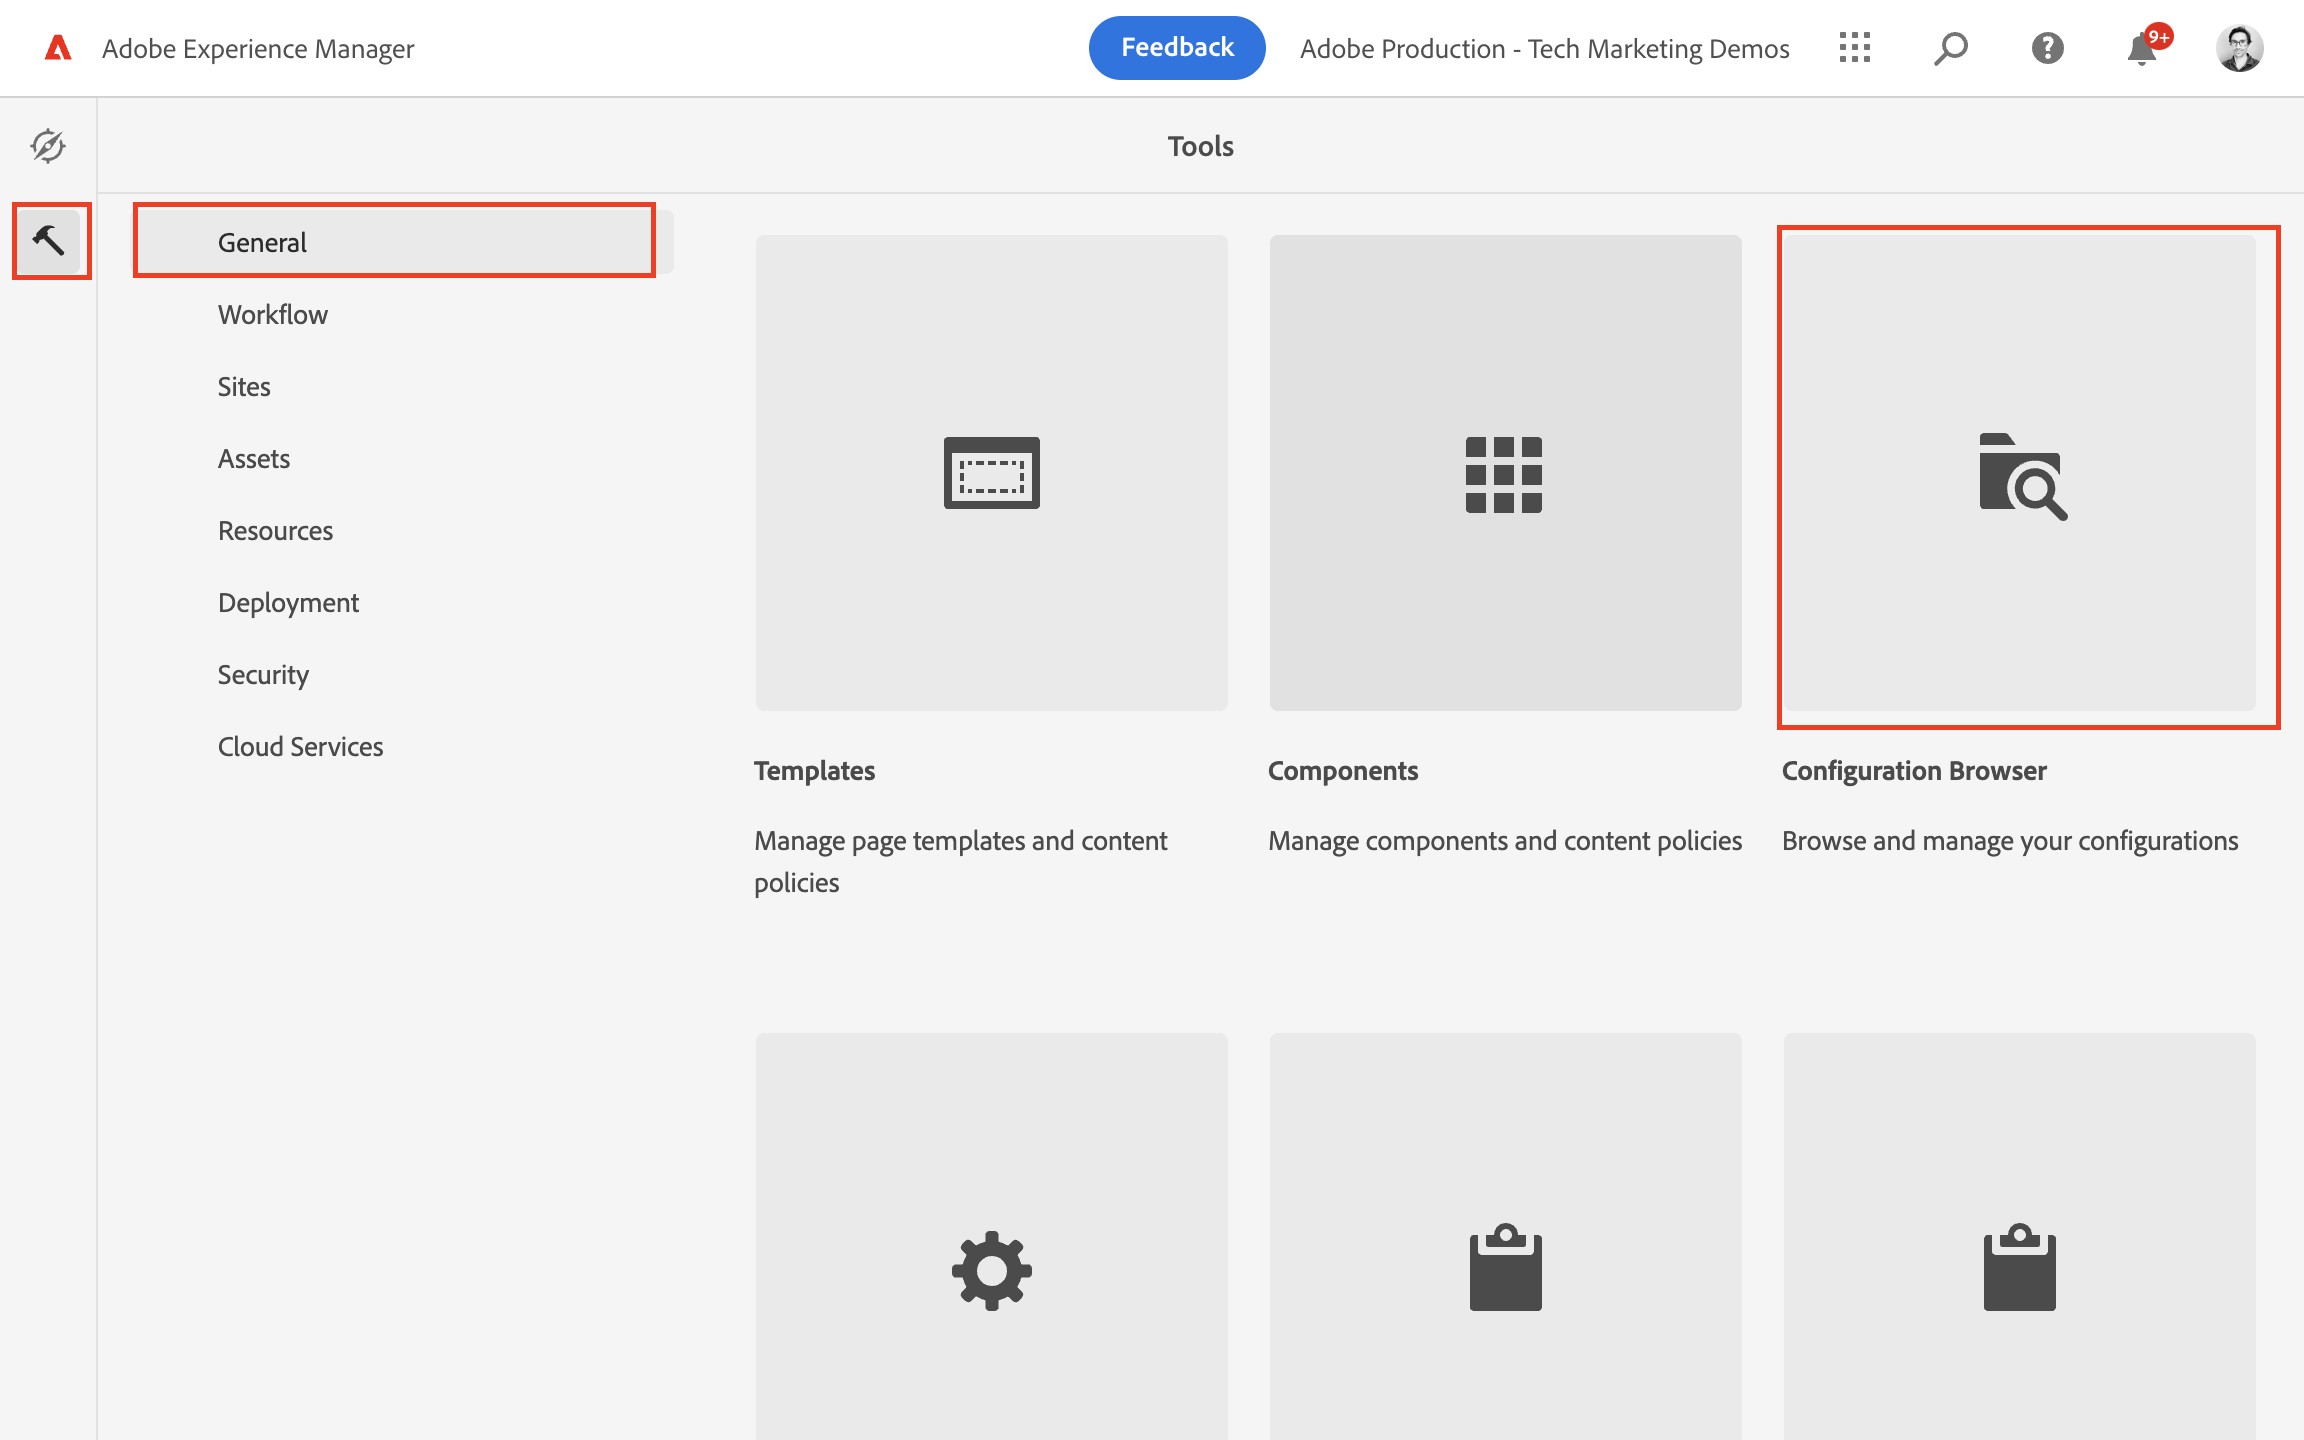 Adobe Experience Manager
Feedback
Adobe Production - Tech Marketing Demos
9+
Tools
General
Workflow
Sites
Assets
Resources
Deployment
Security
Cloud Services
Templates
Manage page templates and content
policies
Components
Manage components and content policies
Configuration Browser
Browse and manage your configurations